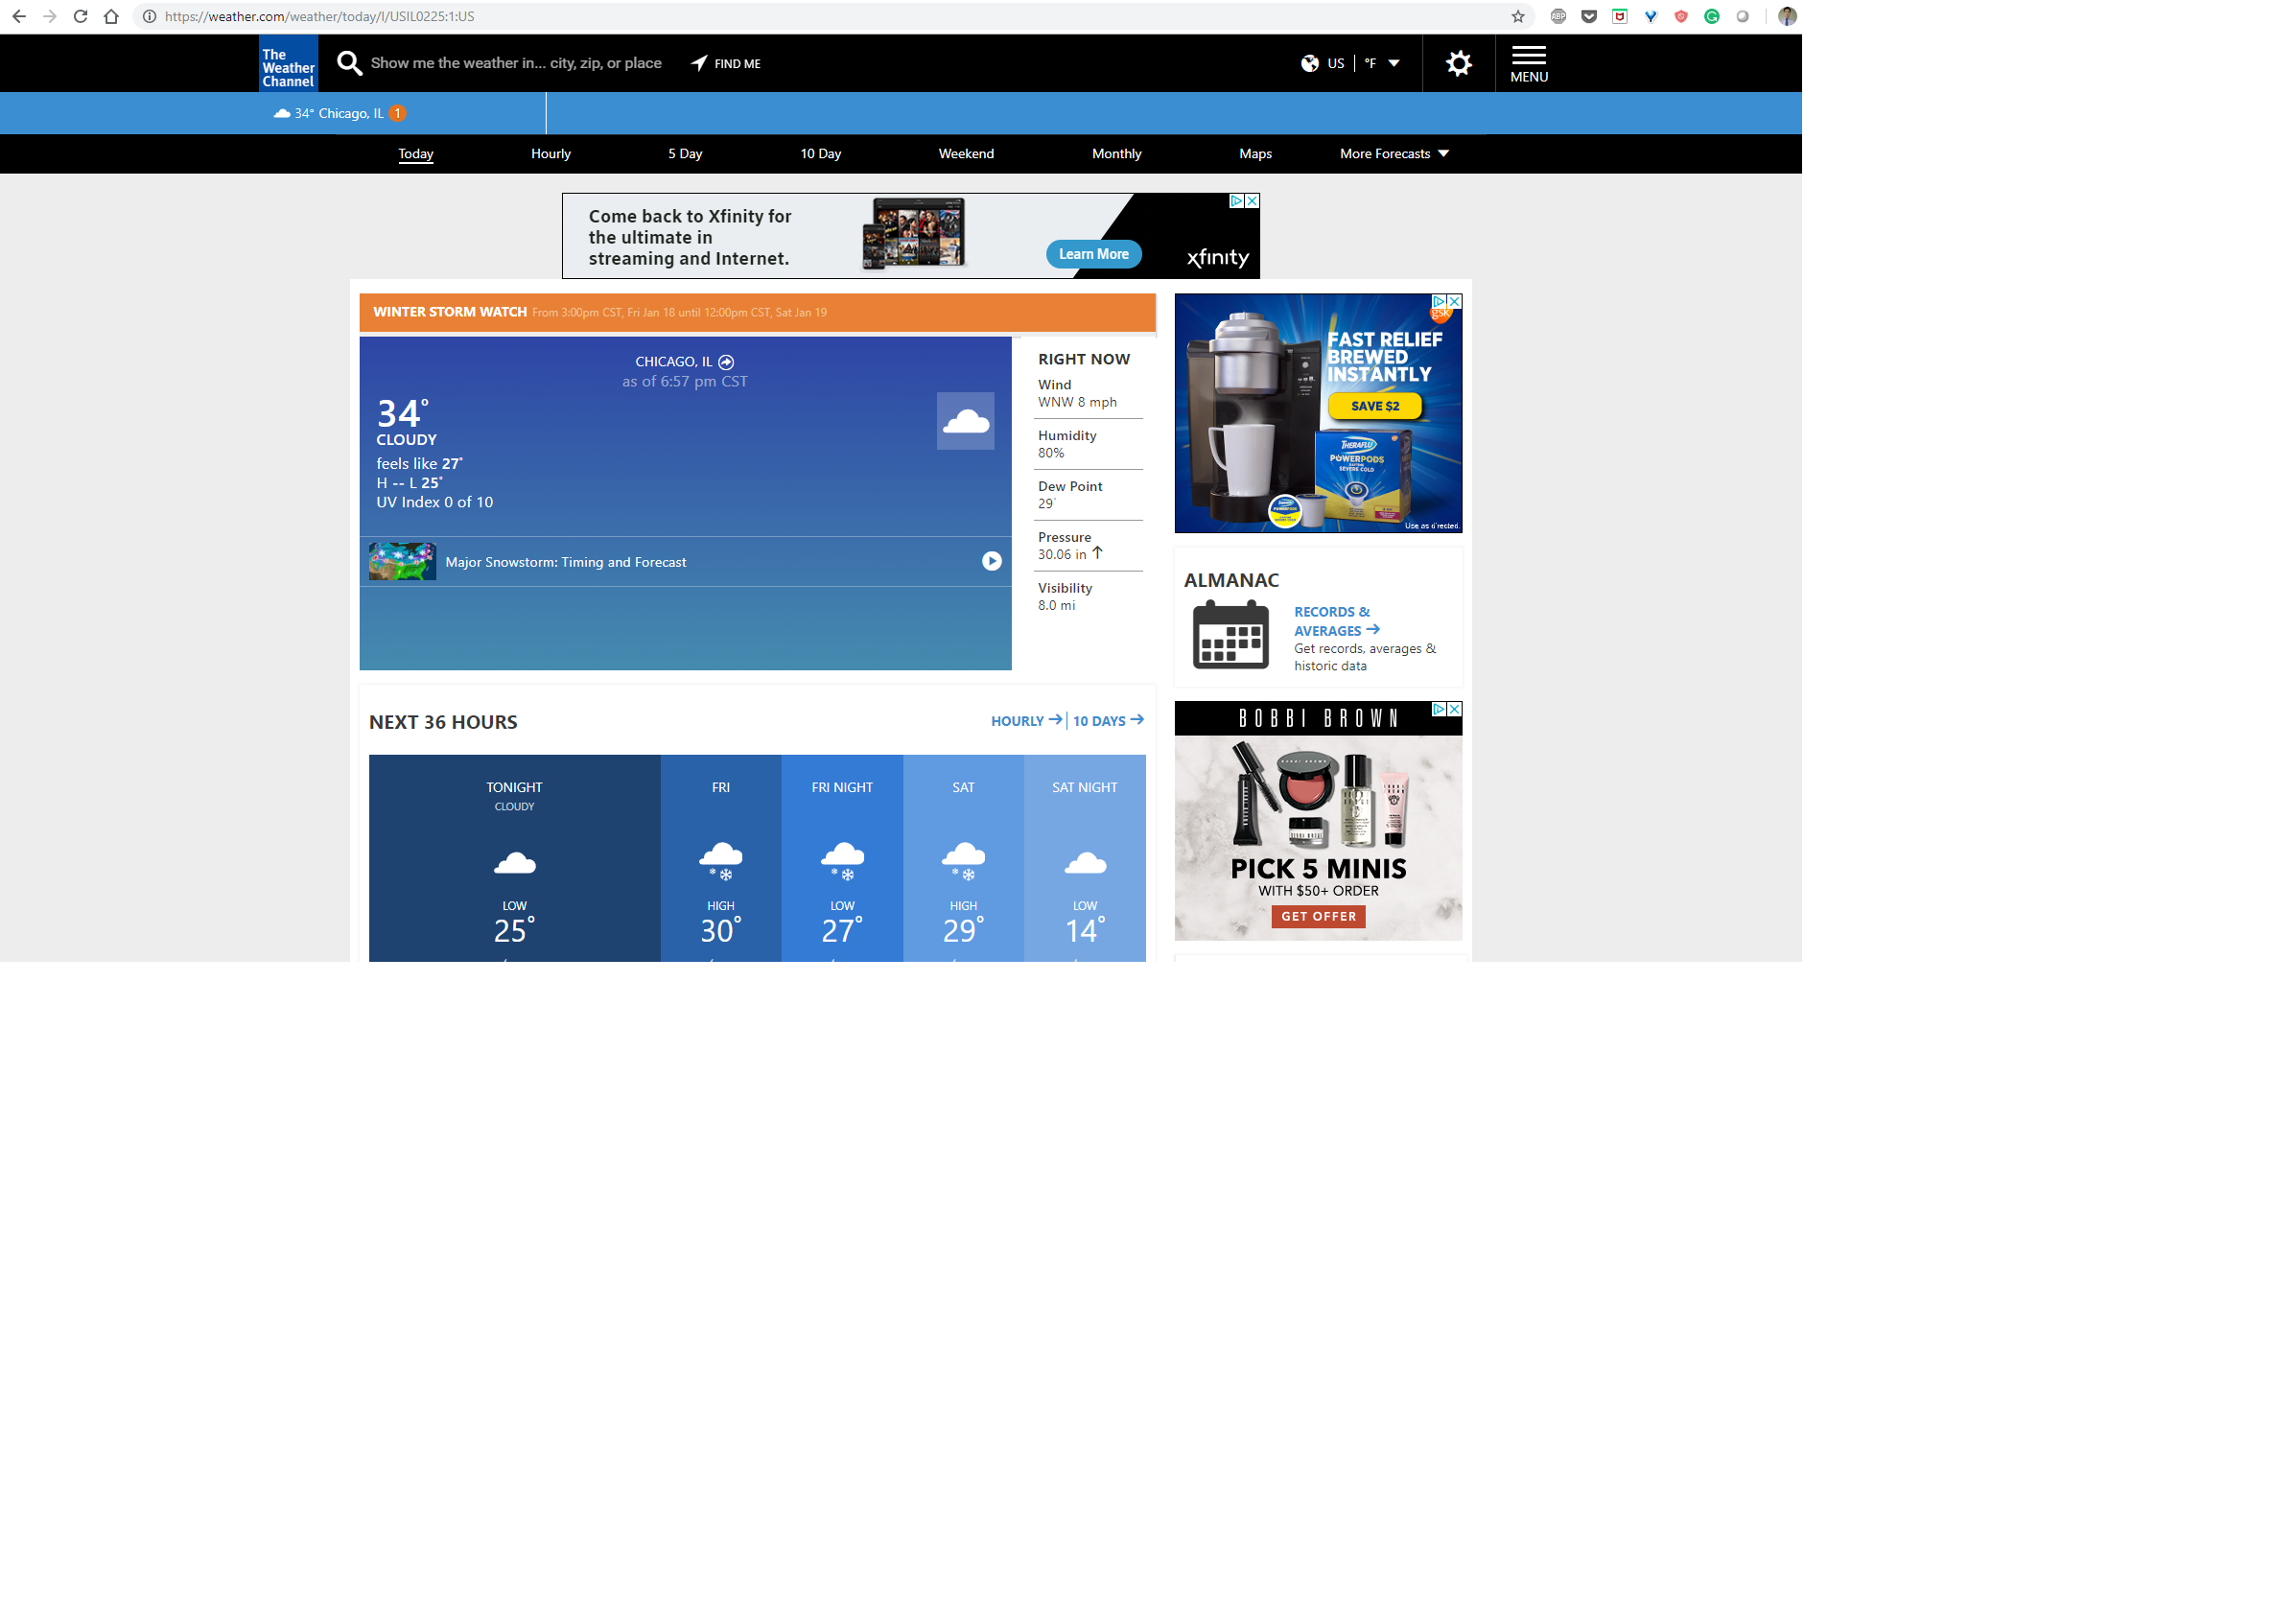 https://weather.com/weather/today/l/USIL0225:1:US
ABP
The
Weather
Channel
Show me the weather in... city, zip, or place
FIND ME
US
°F
MENU
34° Chicago, IL 1
Today
Hourly
5 Day
10 Day
Weekend
Monthly
Maps
More Forecasts
Come back to Xfinity for
the ultimate in
streaming and Internet.
Learn More
xfinity
WINTER STORM WATCH From 3:00pm CST, Fri Jan 18 until 12:00pm CST, Sat Jan 19
CHICAGO, IL
as of 6:57 pm CST
34°
CLOUDY
feels like 27°
H -- L 25°
UV Index 0 of 10
Major Snowstorm: Timing and Forecast
RIGHT NOW
Wind
WNW 8 mph
Humidity
80%
Dew Point
29°
Pressure
30.06 in
Visibility
8.0 mi
gsk
FAST RELIEF
BREWED
INSTANTLY
SAVE $2
THERAFLU
POWERPODS
DAYTIME
SEVERE COLD
Use as directed.
ALMANAC
RECORDS &
AVERAGES
Get records, averages &
historic data
NEXT 36 HOURS
HOURLY
10 DAYS
TONIGHT
CLOUDY
LOW
25°
FRI
HIGH
30°
FRI NIGHT
LOW
27°
SAT
HIGH
29°
SAT NIGHT
LOW
14°
BOBBI BROWN
PICK 5 MINIS
WITH $50+ ORDER
GET OFFER